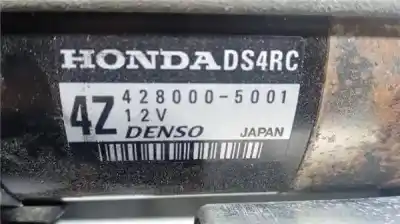 HONDA DS4RC
4Z 428000-5001
12V
DENSO JAPAN